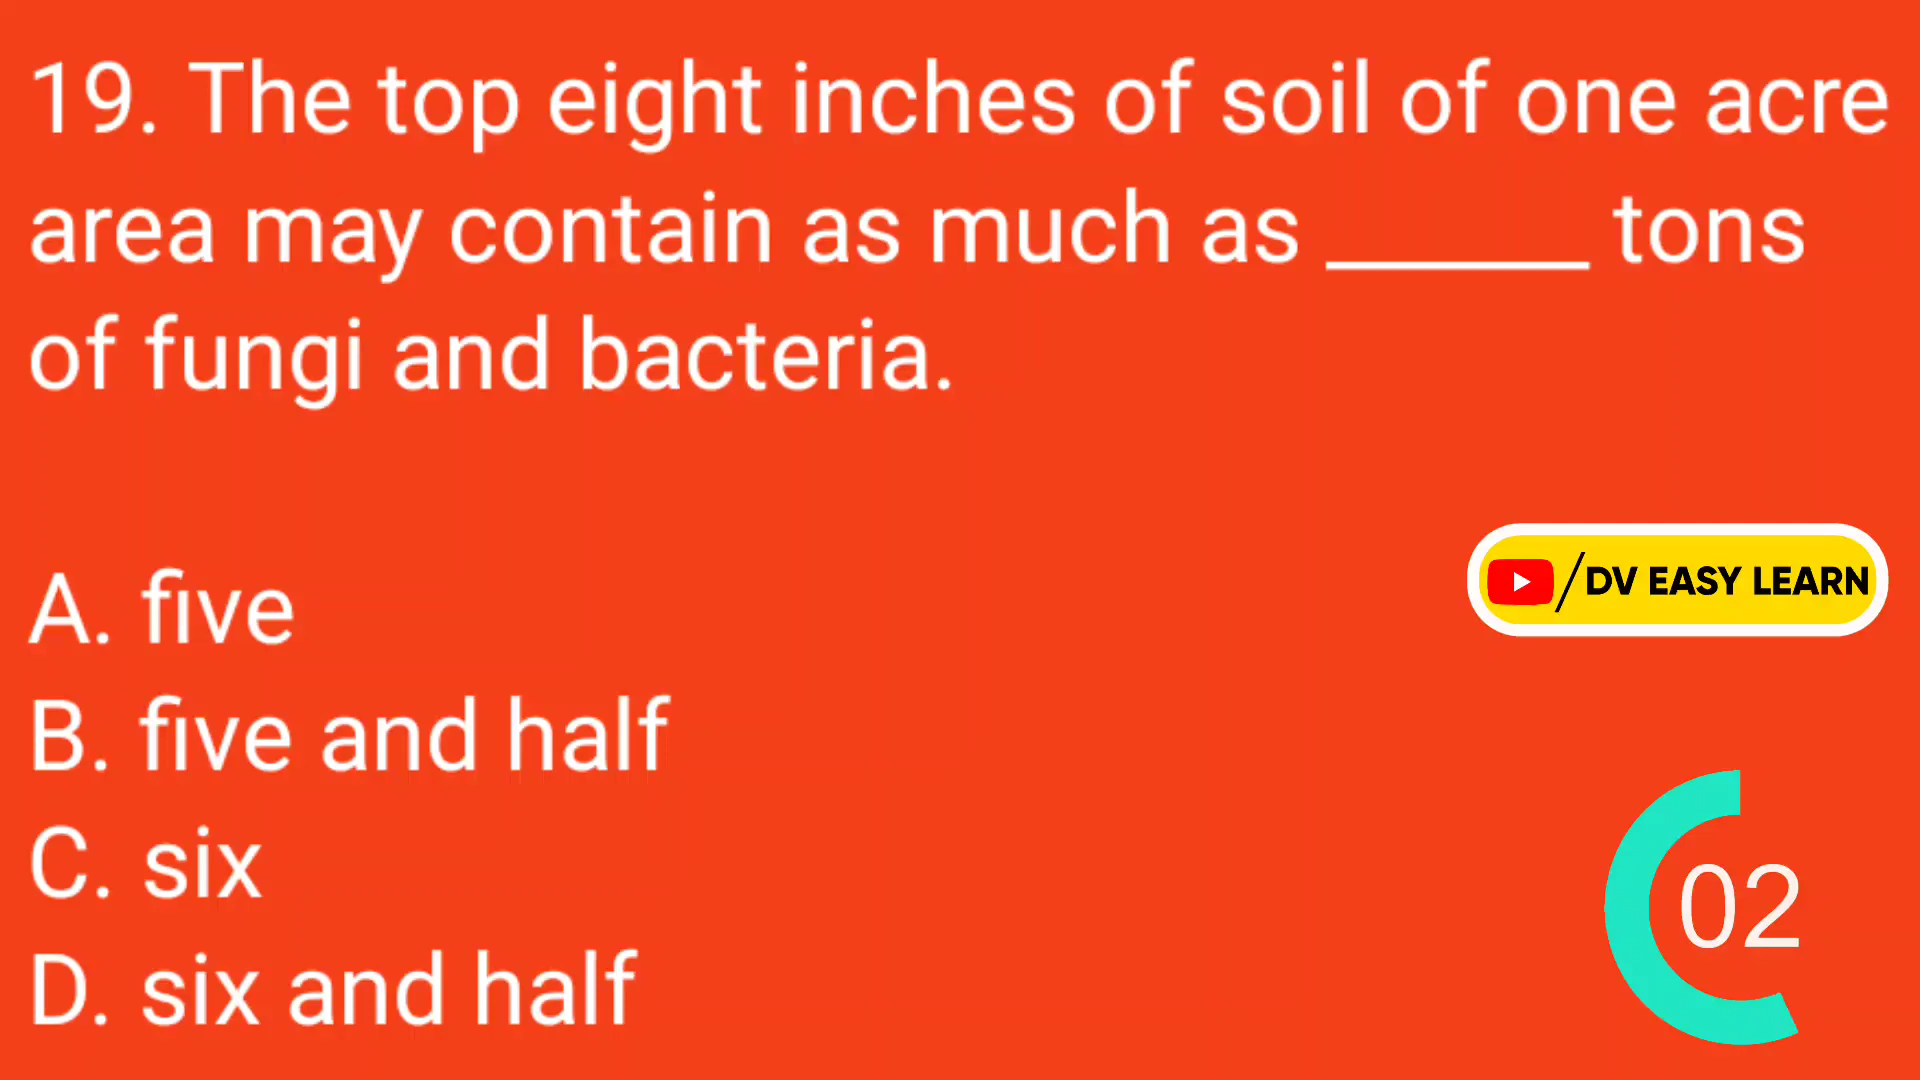 19. The top eight inches of soil of one acre
area may contain as much as ______ tons
of fungi and bacteria.
A. five
B. five and half
C. six
D. six and half
/DV EASY LEARN
02